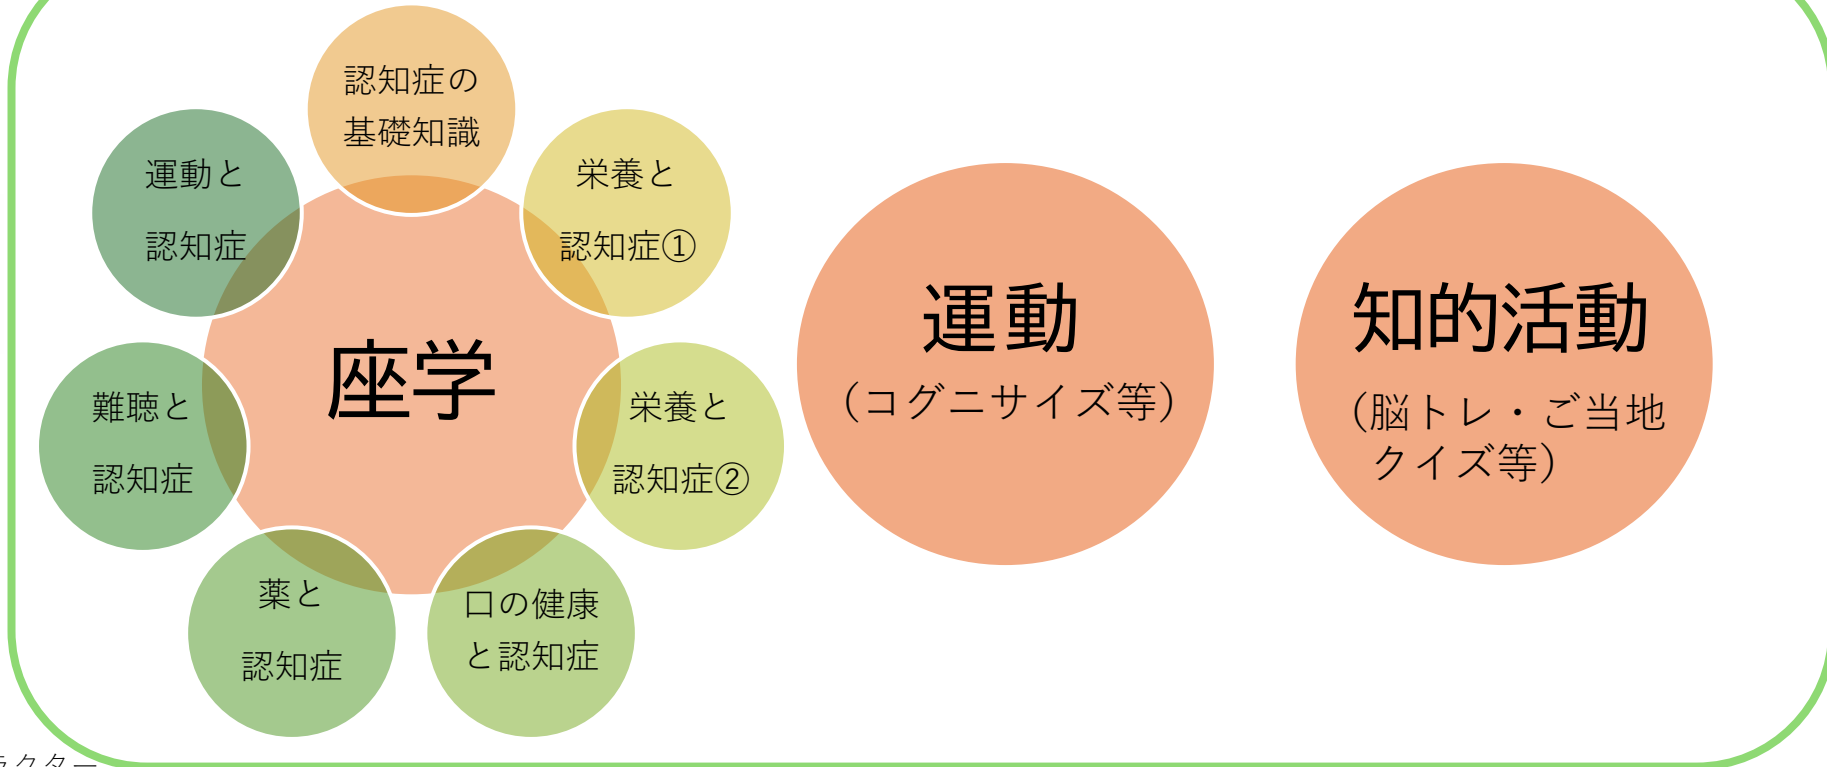 認知症の
基礎知識
栄養と
認知症①
栄養と
認知症②
口の健康
と認知症
薬と
認知症
難聴と
認知症
運動と
認知症
座学
運動
（コグニサイズ等）
知的活動
（脳トレ・ご当地
クイズ等）
クター